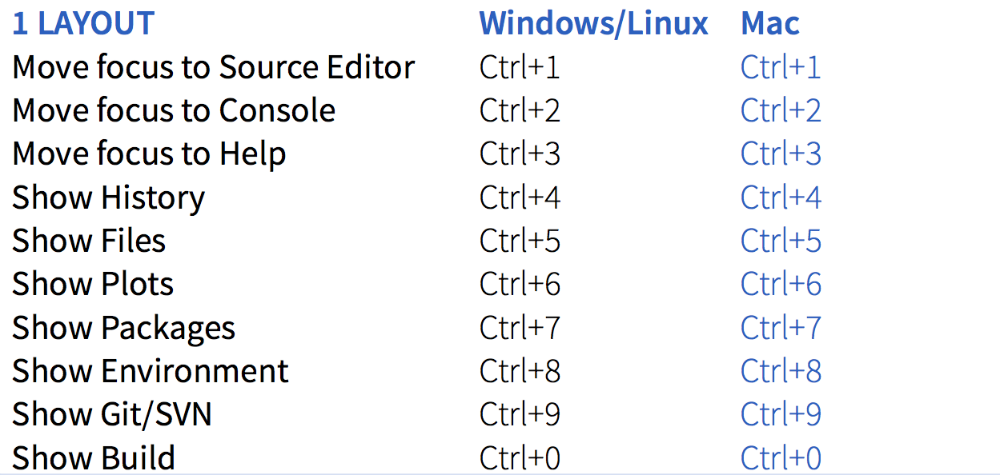 1 LAYOUT Windows/Linux Mac
Move focus to Source Editor Ctrl+1 Ctrl+1
Move focus to Console Ctrl+2 Ctrl+2
Move focus to Help Ctrl+3 Ctrl+3
Show History Ctrl+4 Ctrl+4
Show Files Ctrl+5 Ctrl+5
Show Plots Ctrl+6 Ctrl+6
Show Packages Ctrl+7 Ctrl+7
Show Environment Ctrl+8 Ctrl+8
Show Git/SVN Ctrl+9 Ctrl+9
Show Build Ctrl+0 Ctrl+0